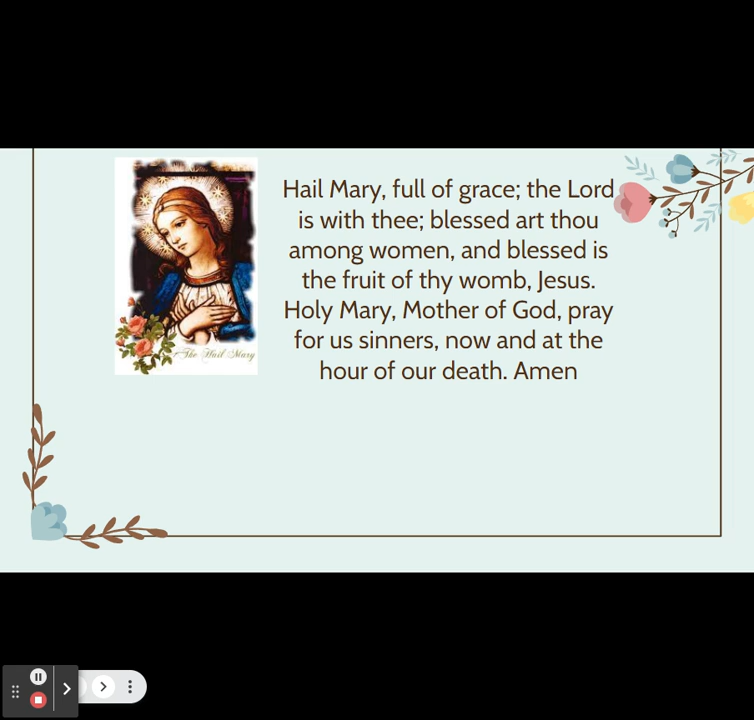 Hail Mary, full of grace; the Lord
is with thee; blessed art thou
among women, and blessed is
the fruit of thy womb, Jesus.
Holy Mary, Mother of God, pray
for us sinners, now and at the
hour of our death. Amen
The Hail Mary